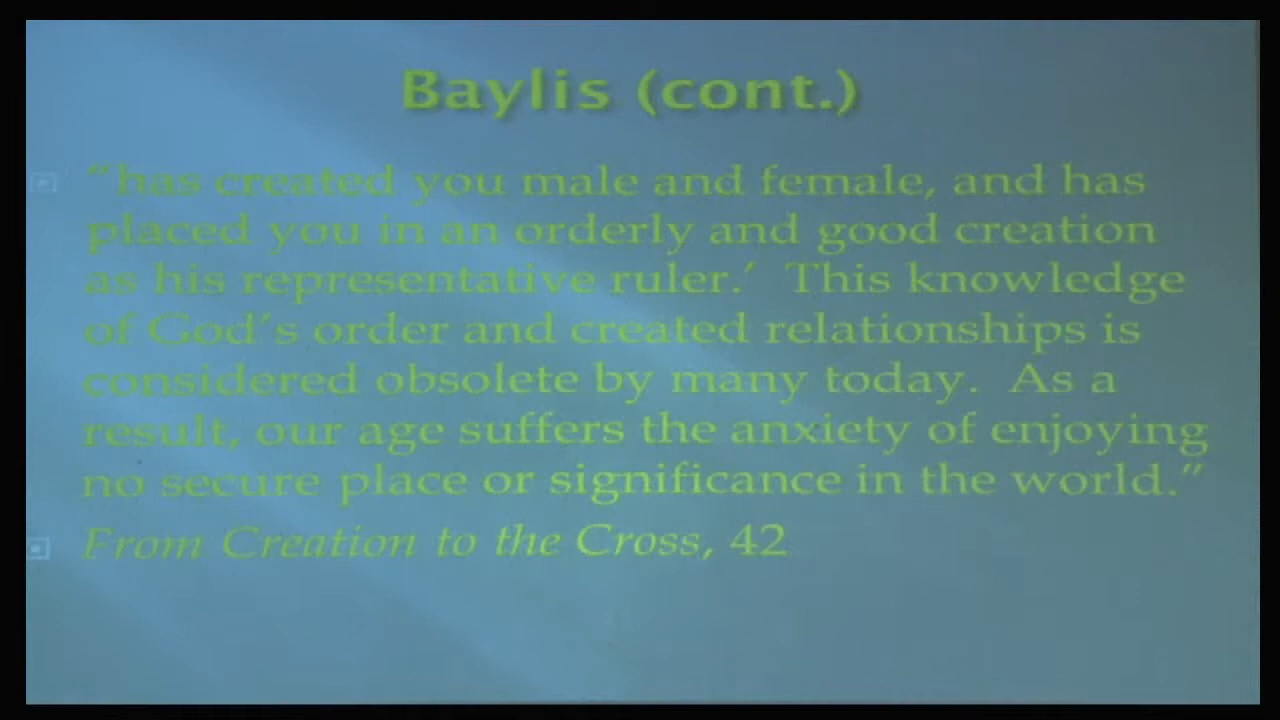 Baylis (cont.)
“has created you male and female, and has
placed you in an orderly and good creation
as his representative ruler.’ This knowledge
of God’s order and created relationships is
considered obsolete by many today. As a
result, our age suffers the anxiety of enjoying
no secure place or significance in the world.”
From Creation to the Cross, 42